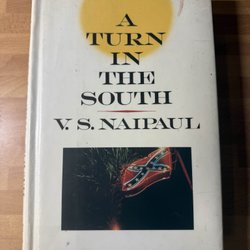 A
TURN
IN
THE
SOUTH
V. S. NAIPAUL